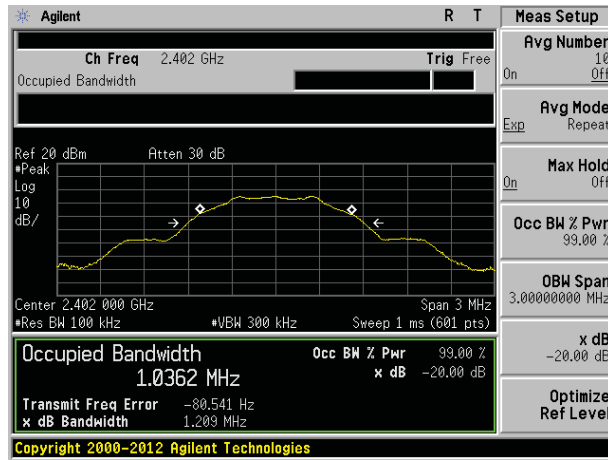 Agilent R T
Meas Setup
Ch Freq 2.402 GHz Trig Free
Occupied Bandwidth
Avg Number
10
On Off
Avg Mode
Exp Repeat
Max Hold
On Off
Occ BW % Pwr
99.00 %
OBW Span
3.00000000 MHz
x dB
-20.00 dB
Optimize
Ref Level
Ref 20 dBm Atten 30 dB
#Peak
Log
10
dB/
Center 2.402 000 GHz Span 3 MHz
#Res BW 100 kHz #VBW 300 kHz Sweep 1 ms (601 pts)
Occupied Bandwidth Occ BW % Pwr 99.00 %
1.0362 MHz x dB -20.00 dB
Transmit Freq Error -80.541 Hz
x dB Bandwidth 1.209 MHz
Copyright 2000-2012 Agilent Technologies